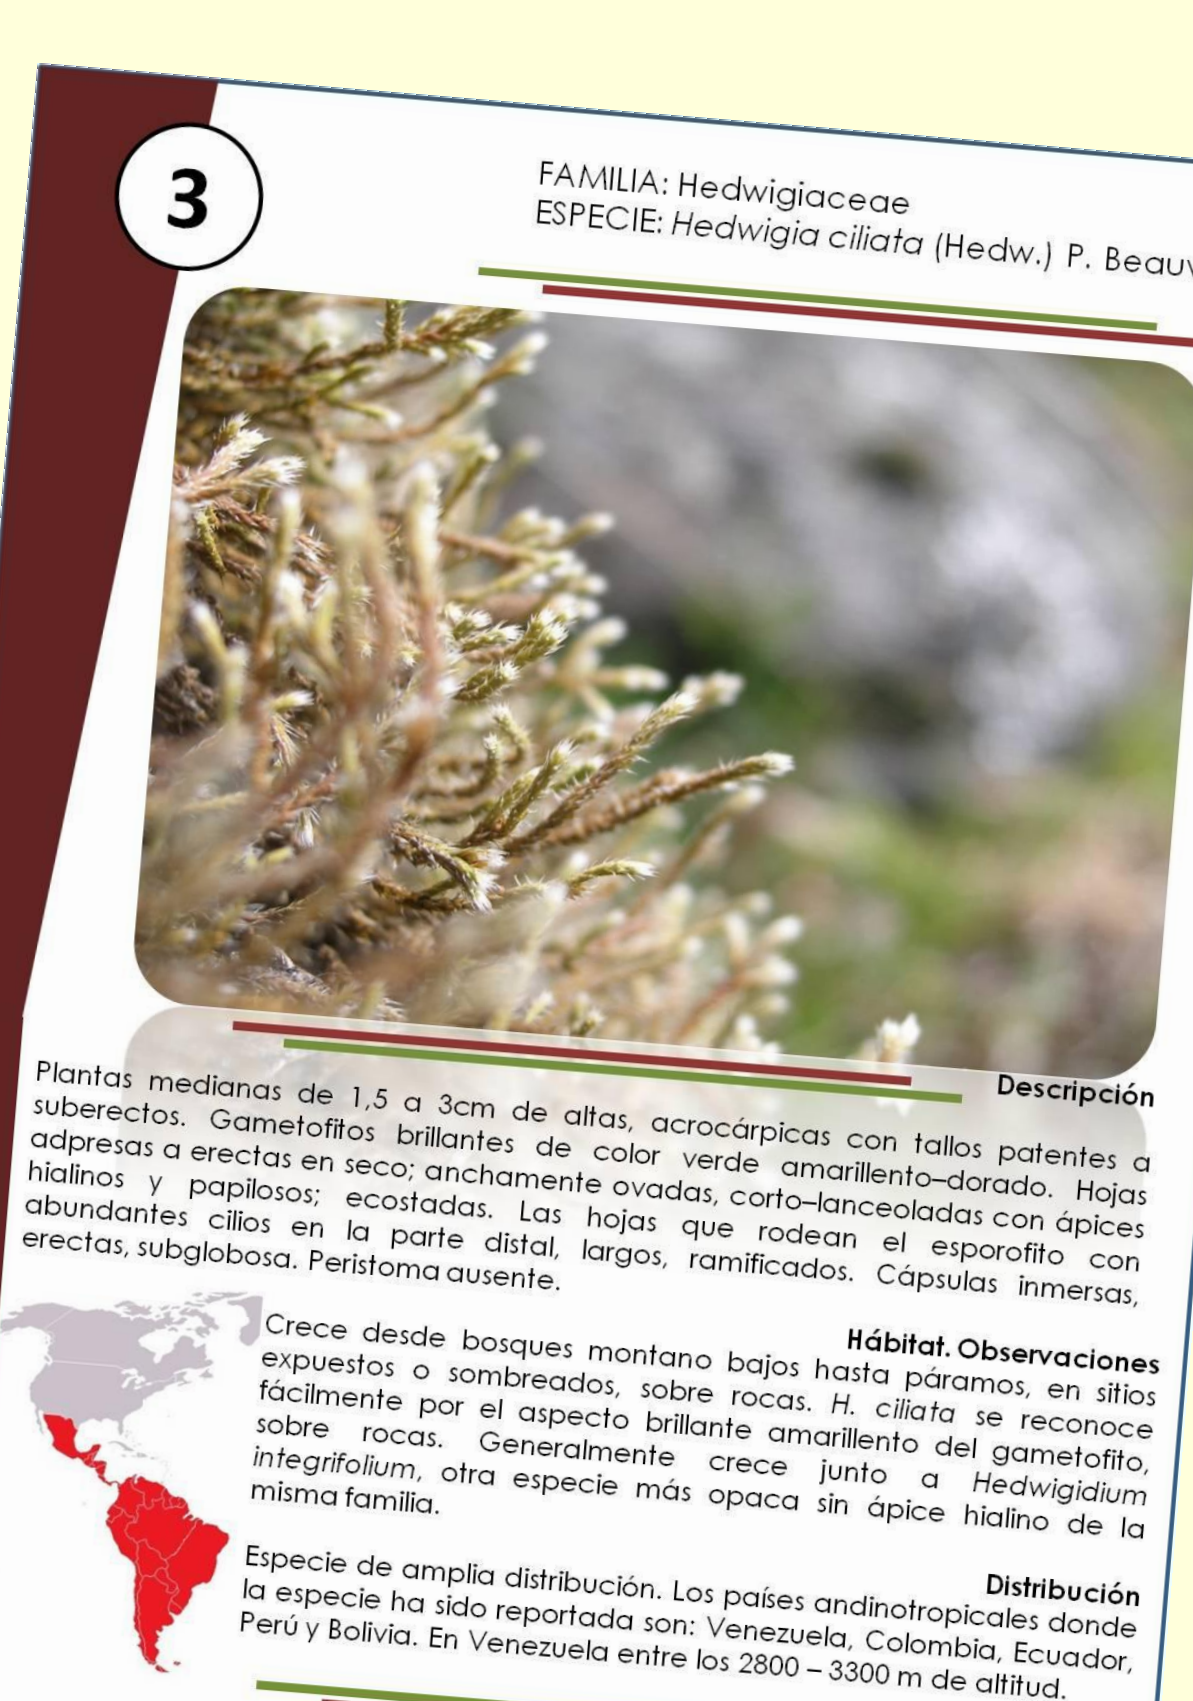 3
FAMILIA: Hedwigiaceae
ESPECIE: Hedwigia ciliata (Hedw.) P. Beauv
Descripción
Plantas medianas de 1,5 a 3cm de altas, acrocárpicas con tallos patentes a
suberectos. Gametofitos brillantes de color verde amarillento–dorado. Hojas
adpresas a erectas en seco; anchamente ovadas, corto–lanceoladas con ápices
hialinos y papilosos; ecostadas. Las hojas que rodean el esporofito con
abundantes cilios en la parte distal, largos, ramificados. Cápsulas inmersas,
erectas, subglobosa. Peristoma ausente.
Hábitat. Observaciones
Crece desde bosques montano bajos hasta páramos, en sitios
expuestos o sombreados, sobre rocas. H. ciliata se reconoce
fácilmente por el aspecto brillante amarillento del gametofito,
sobre rocas. Generalmente crece junto a Hedwigidium
integrifolium, otra especie más opaca sin ápice hialino de la
misma familia.
Distribución
Especie de amplia distribución. Los países andinotropicales donde
la especie ha sido reportada son: Venezuela, Colombia, Ecuador,
Perú y Bolivia. En Venezuela entre los 2800 – 3300 m de altitud.